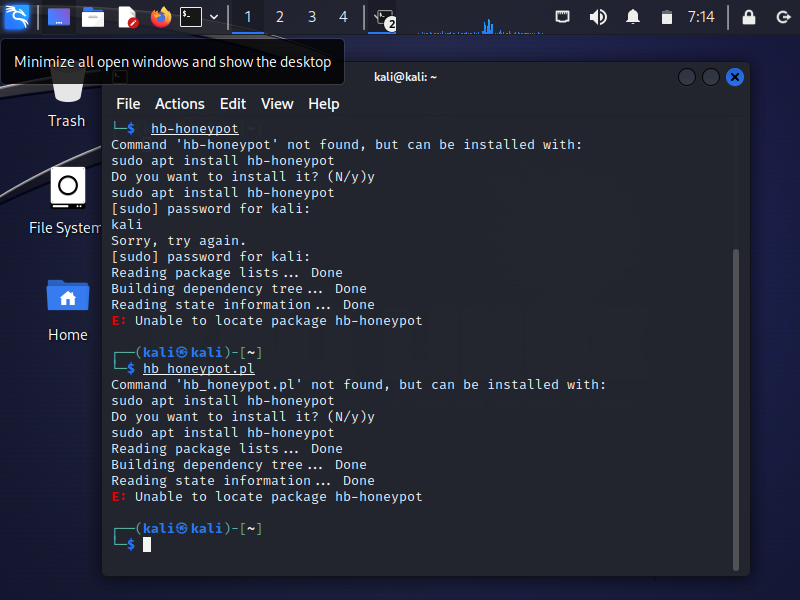 1 2 3 4 2 7:14
Minimize all open windows and show the desktop
kali@kali: ~
File Actions Edit View Help
Trash
File System
Home
└─$ hb-honeypot
Command 'hb-honeypot' not found, but can be installed with:
sudo apt install hb-honeypot
Do you want to install it? (N/y)y
sudo apt install hb-honeypot
[sudo] password for kali:
kali
Sorry, try again.
[sudo] password for kali:
Reading package lists... Done
Building dependency tree... Done
Reading state information... Done
E: Unable to locate package hb-honeypot
┌──(kali㉿kali)-[~]
└─$ hb_honeypot.pl
Command 'hb_honeypot.pl' not found, but can be installed with:
sudo apt install hb-honeypot
Do you want to install it? (N/y)y
sudo apt install hb-honeypot
Reading package lists... Done
Building dependency tree... Done
Reading state information... Done
E: Unable to locate package hb-honeypot
┌──(kali㉿kali)-[~]
└─$